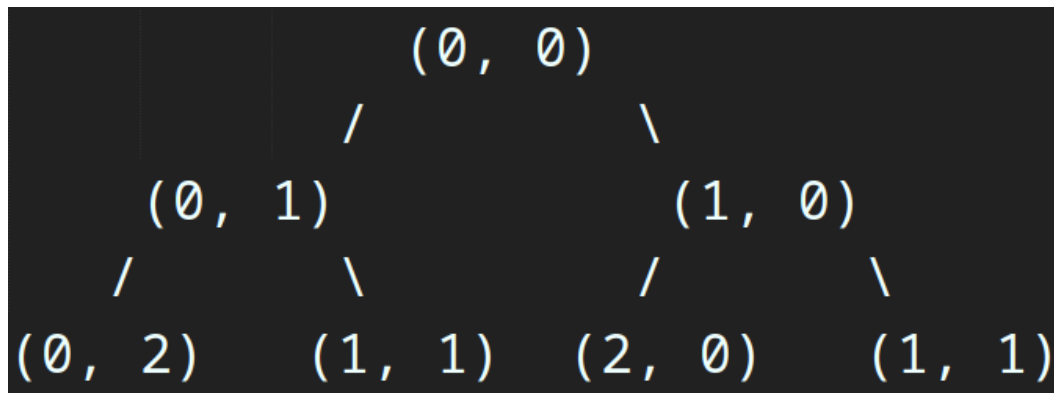 (0, 0)
/ \
(0, 1) (1, 0)
/ \ / \
(0, 2) (1, 1) (2, 0) (1, 1)